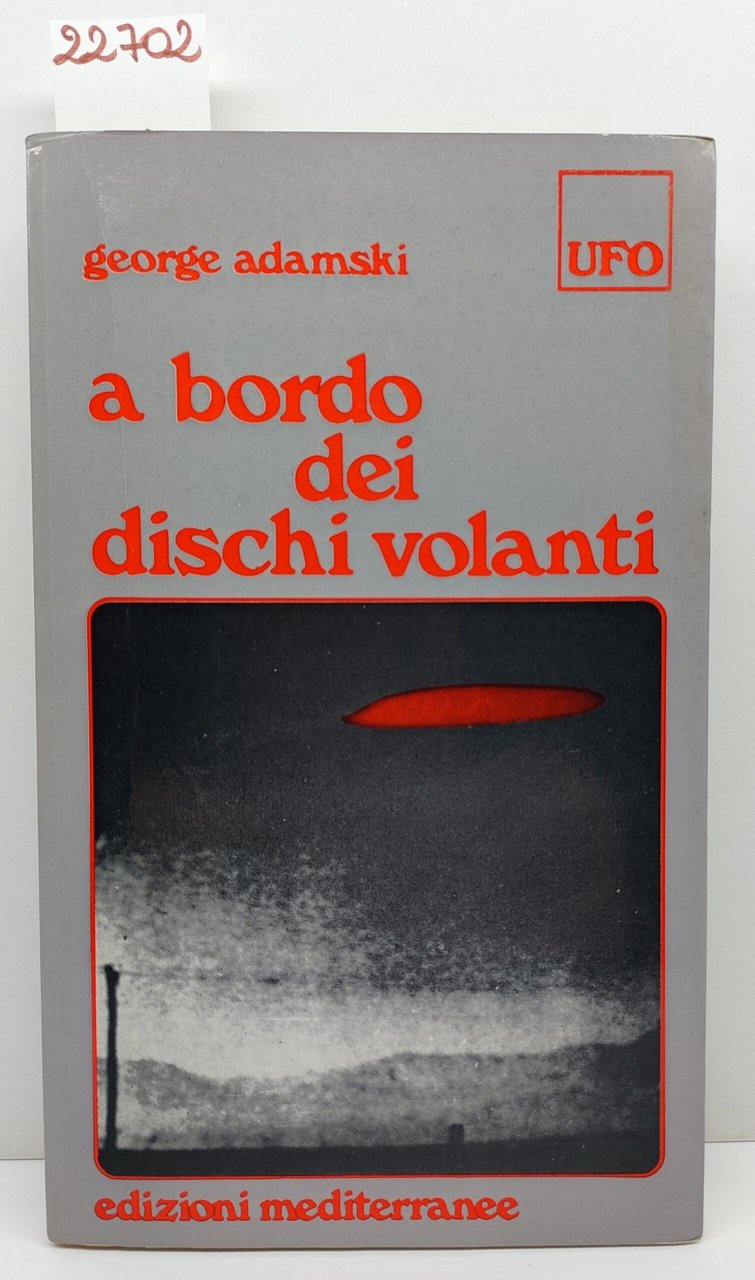 22702
george adamski
UFO
a bordo
dei
dischi volanti
edizioni mediterranee